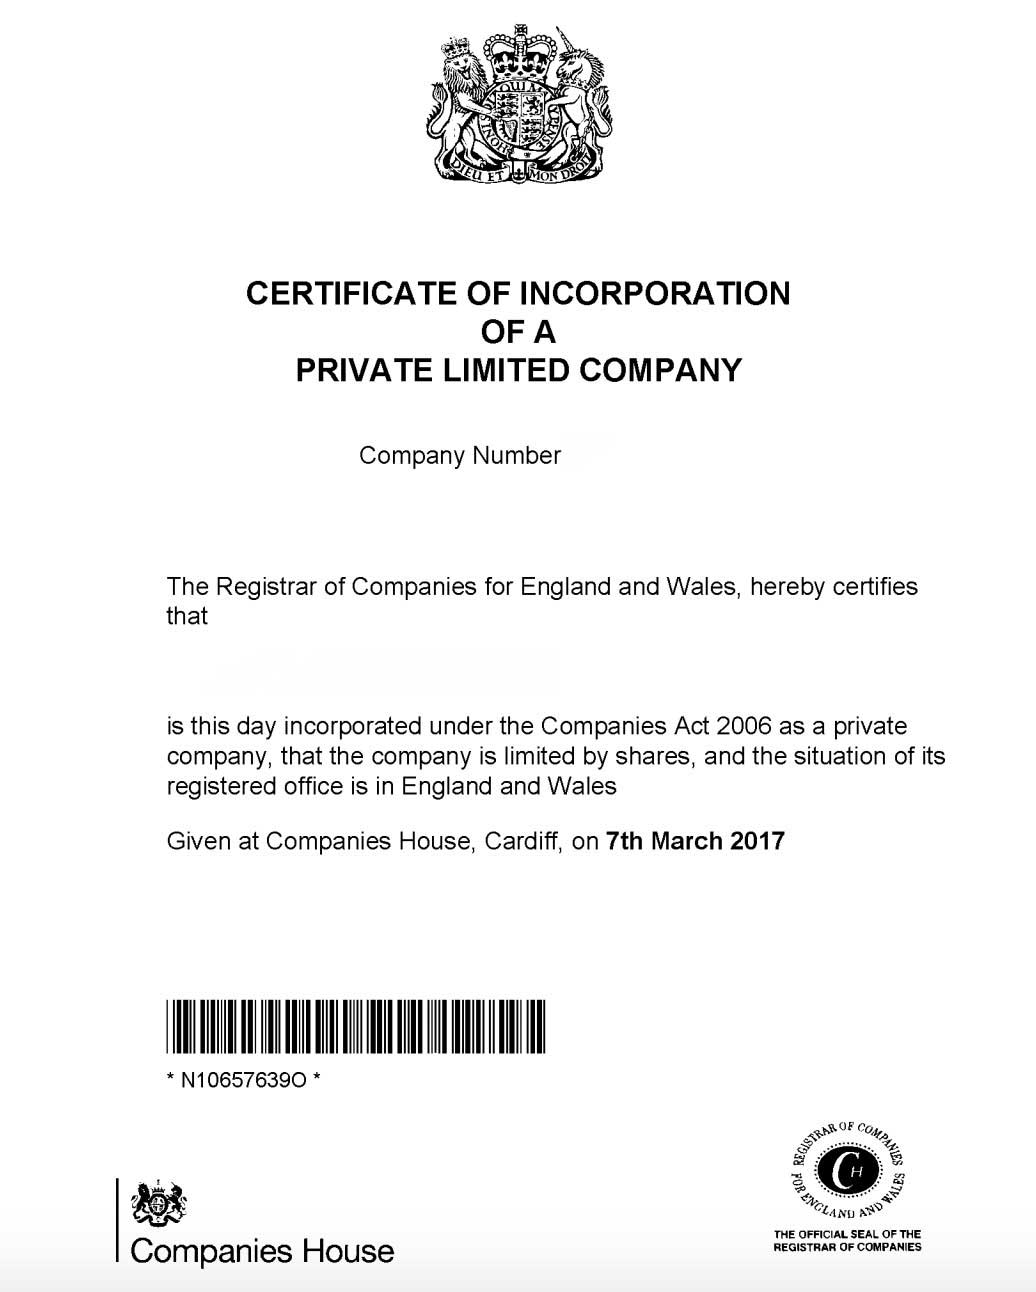 QUI A
HONI S
Y PENSE
DIEU ET MON DROIT
CERTIFICATE OF INCORPORATION
OF A
PRIVATE LIMITED COMPANY
Company Number
The Registrar of Companies for England and Wales, hereby certifies
that
is this day incorporated under the Companies Act 2006 as a private
company, that the company is limited by shares, and the situation of its
registered office is in England and Wales
Given at Companies House, Cardiff, on 7th March 2017
* N10657639O *
Companies House
REGISTRAR OF COMPANIES
FOR ENGLAND AND WALES
CH
THE OFFICIAL SEAL OF THE
REGISTRAR OF COMPANIES